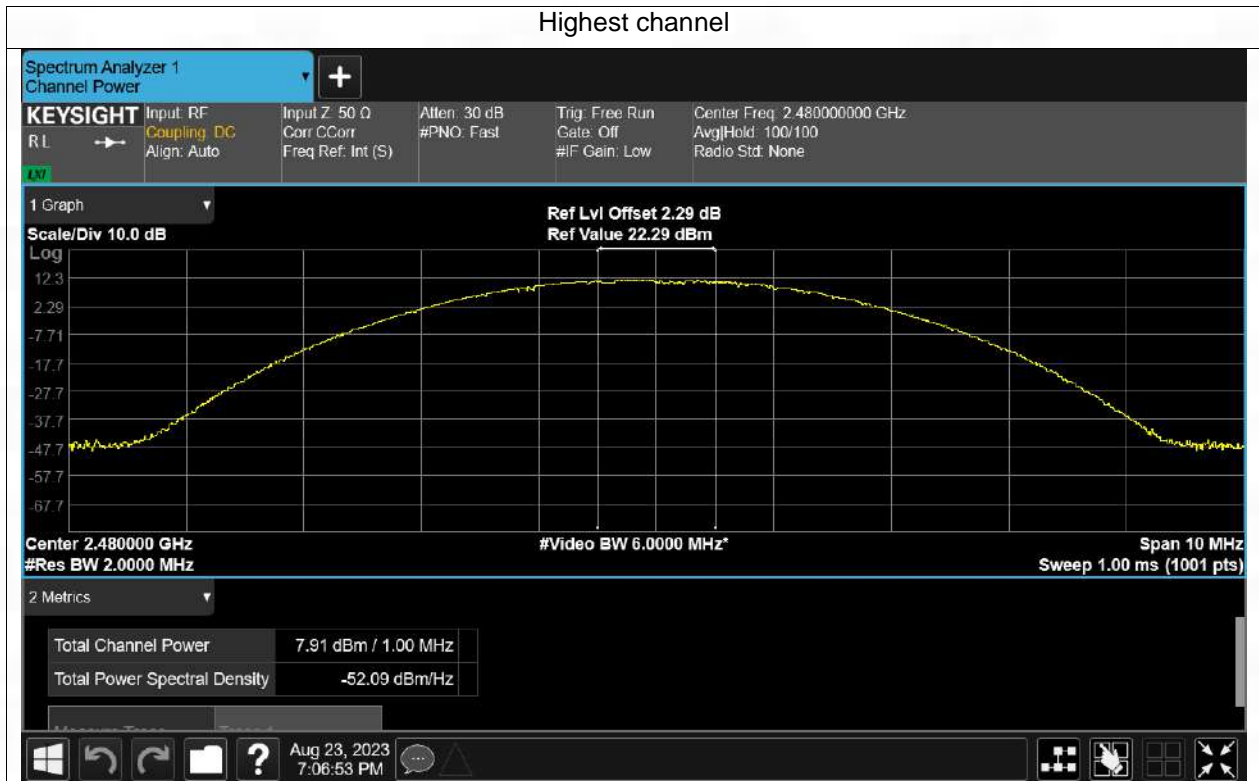 Highest channel
Spectrum Analyzer 1
Channel Power
+
KEYSIGHT
R L
LXI
Input: RF
Coupling: DC
Align: Auto
Input Z: 50 Ω
Corr CCorr
Freq Ref: Int (S)
Atten: 30 dB
#PNO: Fast
Trig: Free Run
Gate: Off
#IF Gain: Low
Center Freq: 2.480000000 GHz
Avg|Hold: 100/100
Radio Std: None
1 Graph
Scale/Div 10.0 dB
Ref Lvl Offset 2.29 dB
Ref Value 22.29 dBm
Log
12.3
2.29
-7.71
-17.7
-27.7
-37.7
-47.7
-57.7
-67.7
Center 2.480000 GHz
#Res BW 2.0000 MHz
#Video BW 6.0000 MHz*
Span 10 MHz
Sweep 1.00 ms (1001 pts)
2 Metrics
Total Channel Power 7.91 dBm / 1.00 MHz
Total Power Spectral Density -52.09 dBm/Hz
?
Aug 23, 2023
7:06:53 PM